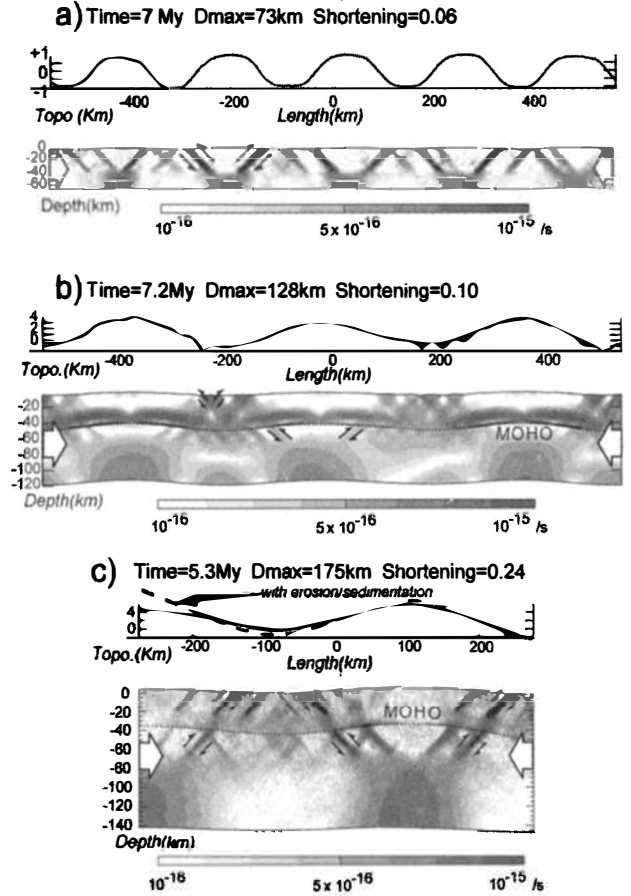 a) Time=7 My Dmax=73km Shortening=0.06
+1
0
-1
Topo (Km)
-400
-200
0
200
400
Length(km)
0
-20
-40
-60
Depth(km)
10-16
5 x 10-16
10-15 /s
b) Time=7.2My Dmax=128km Shortening=0.10
4
2
0
Topo.(Km)
-400
-200
0
200
400
Length(km)
-20
-40
-60
-80
-100
-120
MOHO
Depth(km)
10-16
5 x 10-16
10-15 /s
c) Time=5.3My Dmax=175km Shortening=0.24
with erosion/sedimentation
4
2
0
Topo.(Km)
-200
-100
0
100
200
Length(km)
0
-20
-40
-60
-80
-100
-120
-140
MOHO
Depth(km)
10-16
5 x 10-16
10-15 /s